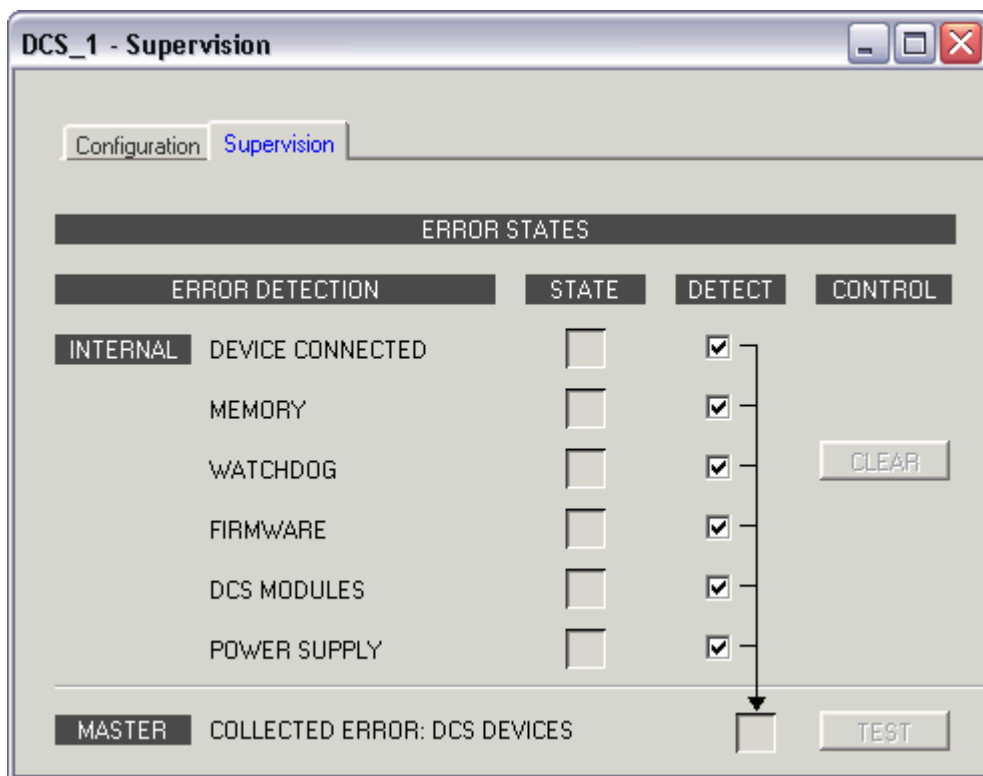 DCS_1 - Supervision
Configuration Supervision
ERROR STATES
ERROR DETECTION STATE DETECT CONTROL
INTERNAL DEVICE CONNECTED
MEMORY
WATCHDOG
CLEAR
FIRMWARE
DCS MODULES
POWER SUPPLY
MASTER COLLECTED ERROR: DCS DEVICES TEST